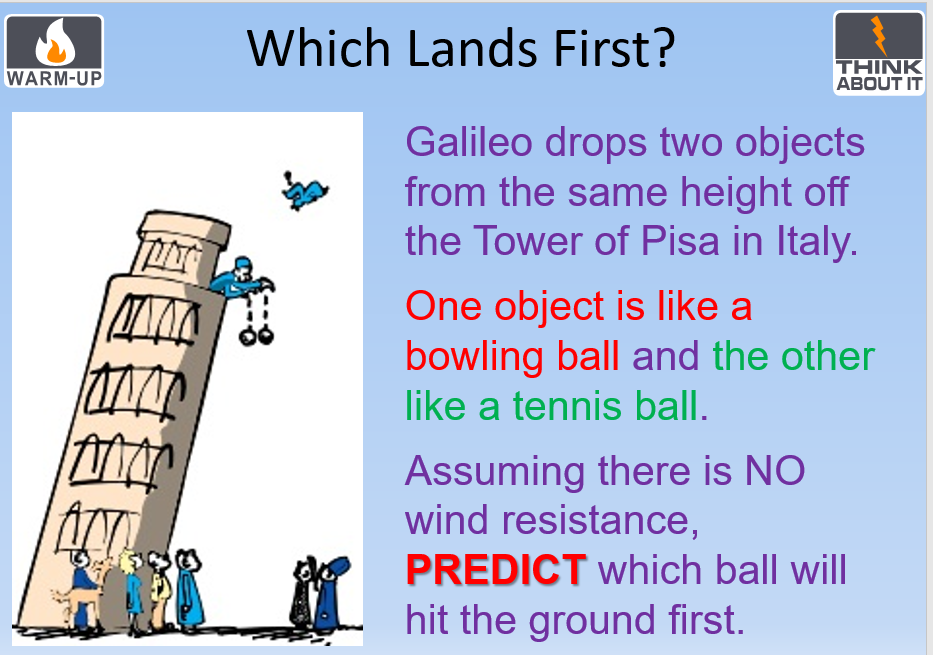 WARM-UP
Which Lands First?
THINK
ABOUT IT
Galileo drops two objects
from the same height off
the Tower of Pisa in Italy.
One object is like a
bowling ball and the other
like a tennis ball.
Assuming there is NO
wind resistance,
PREDICT which ball will
hit the ground first.